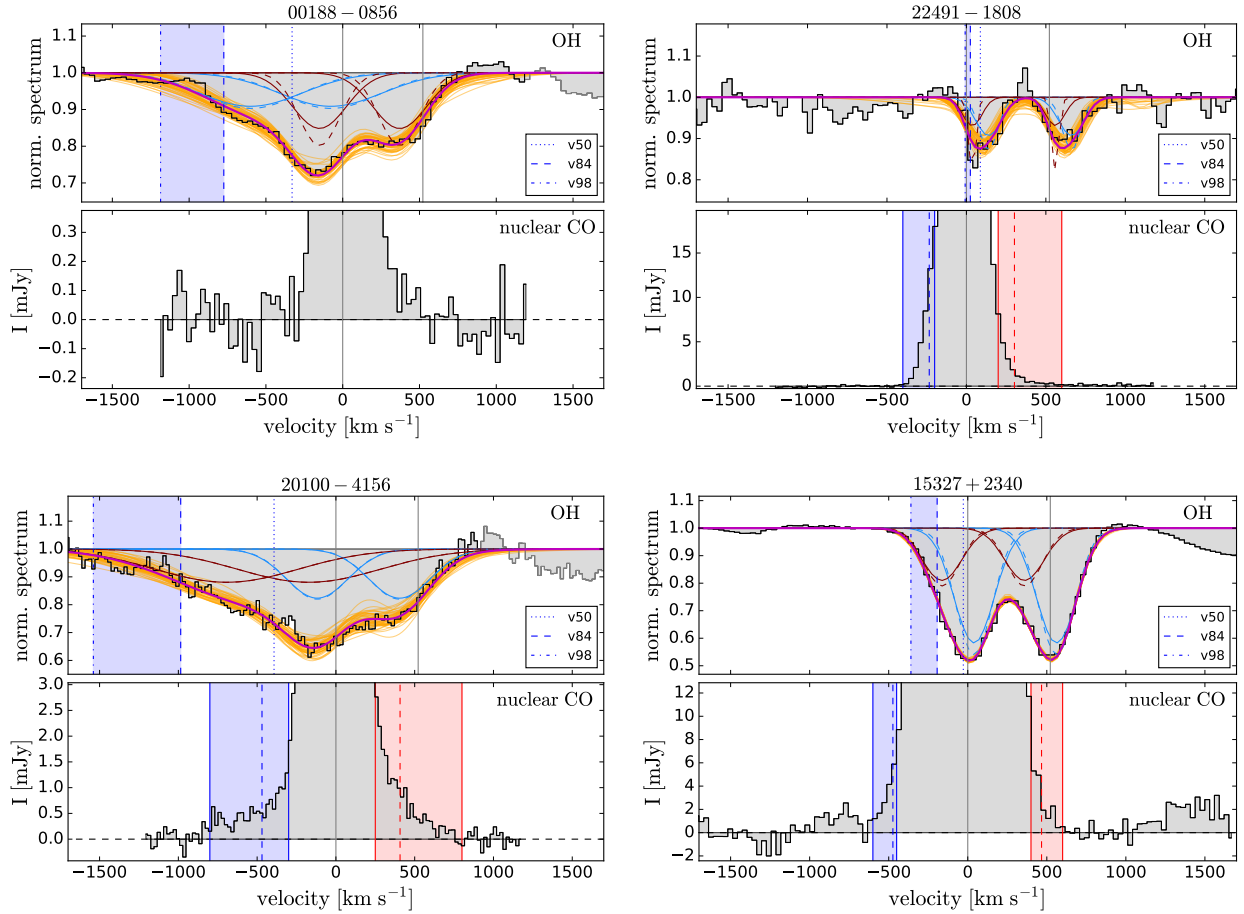 00188 − 0856
OH
norm. spectrum
1.0
0.9
0.8
0.7
v50
v84
v98
nuclear CO
I [mJy]
0.3
0.2
0.1
0.0
−0.1
−0.2
−1500 −1000 −500 0 500 1000 1500
velocity [km s⁻¹]
22491 − 1808
OH
norm. spectrum
1.1
1.0
0.9
0.8
v50
v84
v98
nuclear CO
I [mJy]
15
10
5
0
−1500 −1000 −500 0 500 1000 1500
velocity [km s⁻¹]
20100 − 4156
OH
norm. spectrum
1.1
1.0
0.9
0.8
0.7
0.6
v50
v84
v98
nuclear CO
I [mJy]
3.0
2.5
2.0
1.5
1.0
0.5
0.0
−1500 −1000 −500 0 500 1000 1500
velocity [km s⁻¹]
15327 + 2340
OH
norm. spectrum
1.1
1.0
0.9
0.8
0.7
0.6
0.5
v50
v84
v98
nuclear CO
I [mJy]
12
10
8
6
4
2
0
−2
−1500 −1000 −500 0 500 1000 1500
velocity [km s⁻¹]